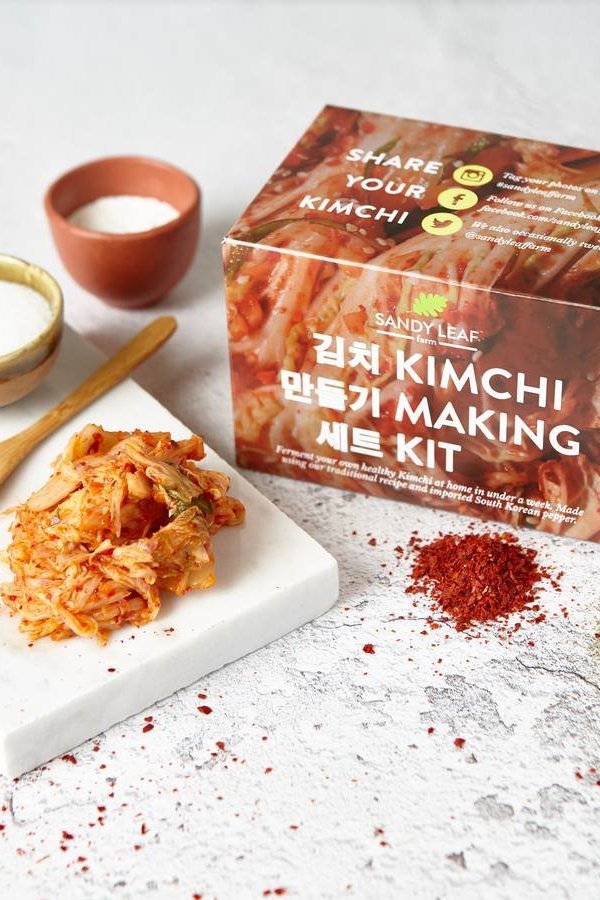 SHARE
YOUR
KIMCHI
Tag your photos on
#sandyleaffarm
Follow us on Facebook
facebook.com/sandyleaf
We also occasionally twee
@sandyleaffarm
SANDY LEAF
farm
김치 KIMCHI
만들기 MAKING
세트 KIT
Ferment your own healthy Kimchi at home in under a week. Made
using our traditional recipe and imported South Korean pepper.